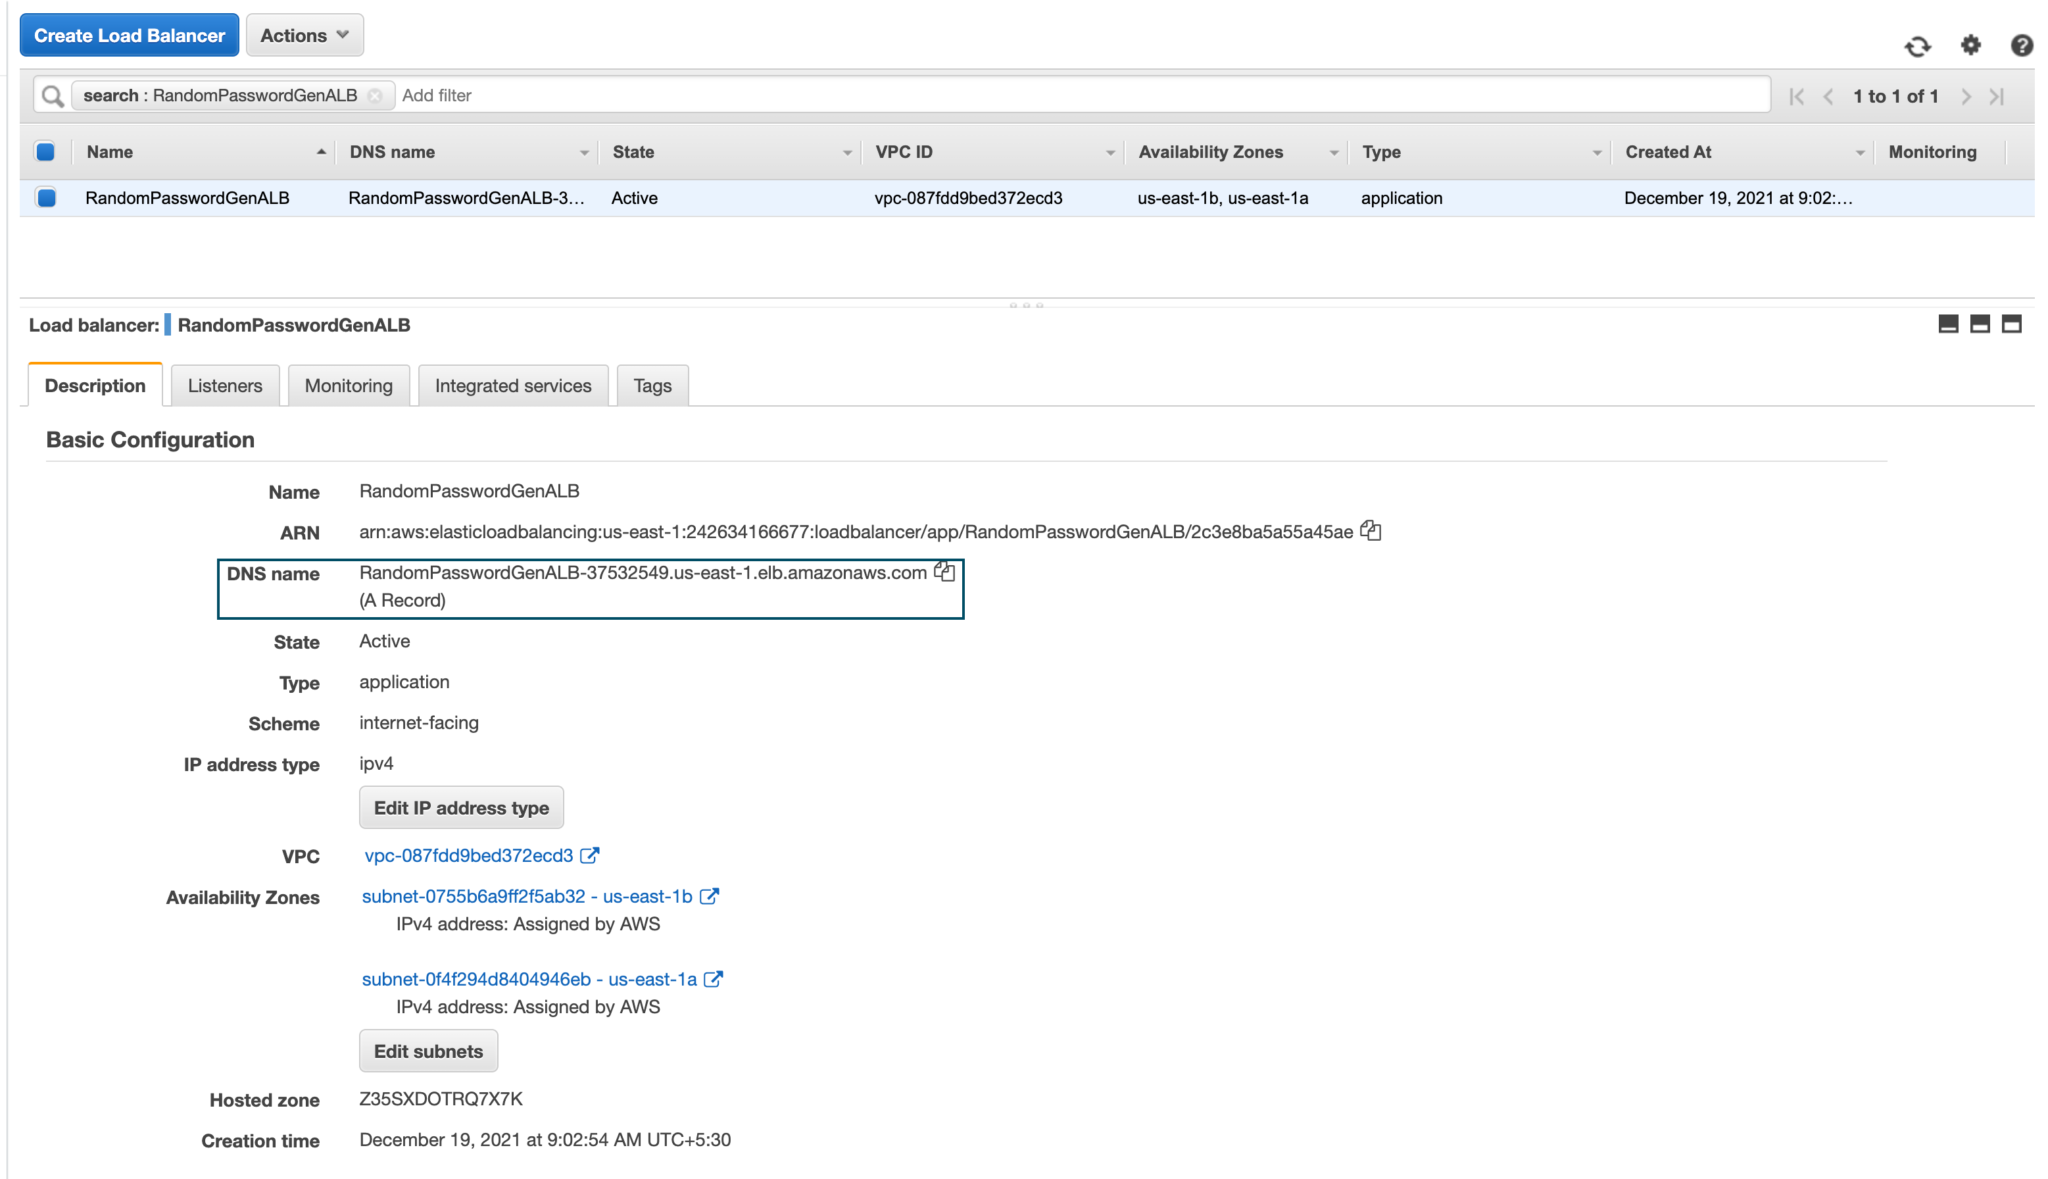 Create Load Balancer Actions
search : RandomPasswordGenALB Add filter 1 to 1 of 1
Name DNS name State VPC ID Availability Zones Type Created At Monitoring
RandomPasswordGenALB RandomPasswordGenALB-3... Active vpc-087fdd9bed372ecd3 us-east-1b, us-east-1a application December 19, 2021 at 9:02:...
Load balancer: RandomPasswordGenALB
Description Listeners Monitoring Integrated services Tags
Basic Configuration
Name RandomPasswordGenALB
ARN arn:aws:elasticloadbalancing:us-east-1:242634166677:loadbalancer/app/RandomPasswordGenALB/2c3e8ba5a55a45ae
DNS name RandomPasswordGenALB-37532549.us-east-1.elb.amazonaws.com
(A Record)
State Active
Type application
Scheme internet-facing
IP address type ipv4
Edit IP address type
VPC vpc-087fdd9bed372ecd3
Availability Zones subnet-0755b6a9ff2f5ab32 - us-east-1b
IPv4 address: Assigned by AWS
subnet-0f4f294d8404946eb - us-east-1a
IPv4 address: Assigned by AWS
Edit subnets
Hosted zone Z35SXDOTRQ7X7K
Creation time December 19, 2021 at 9:02:54 AM UTC+5:30